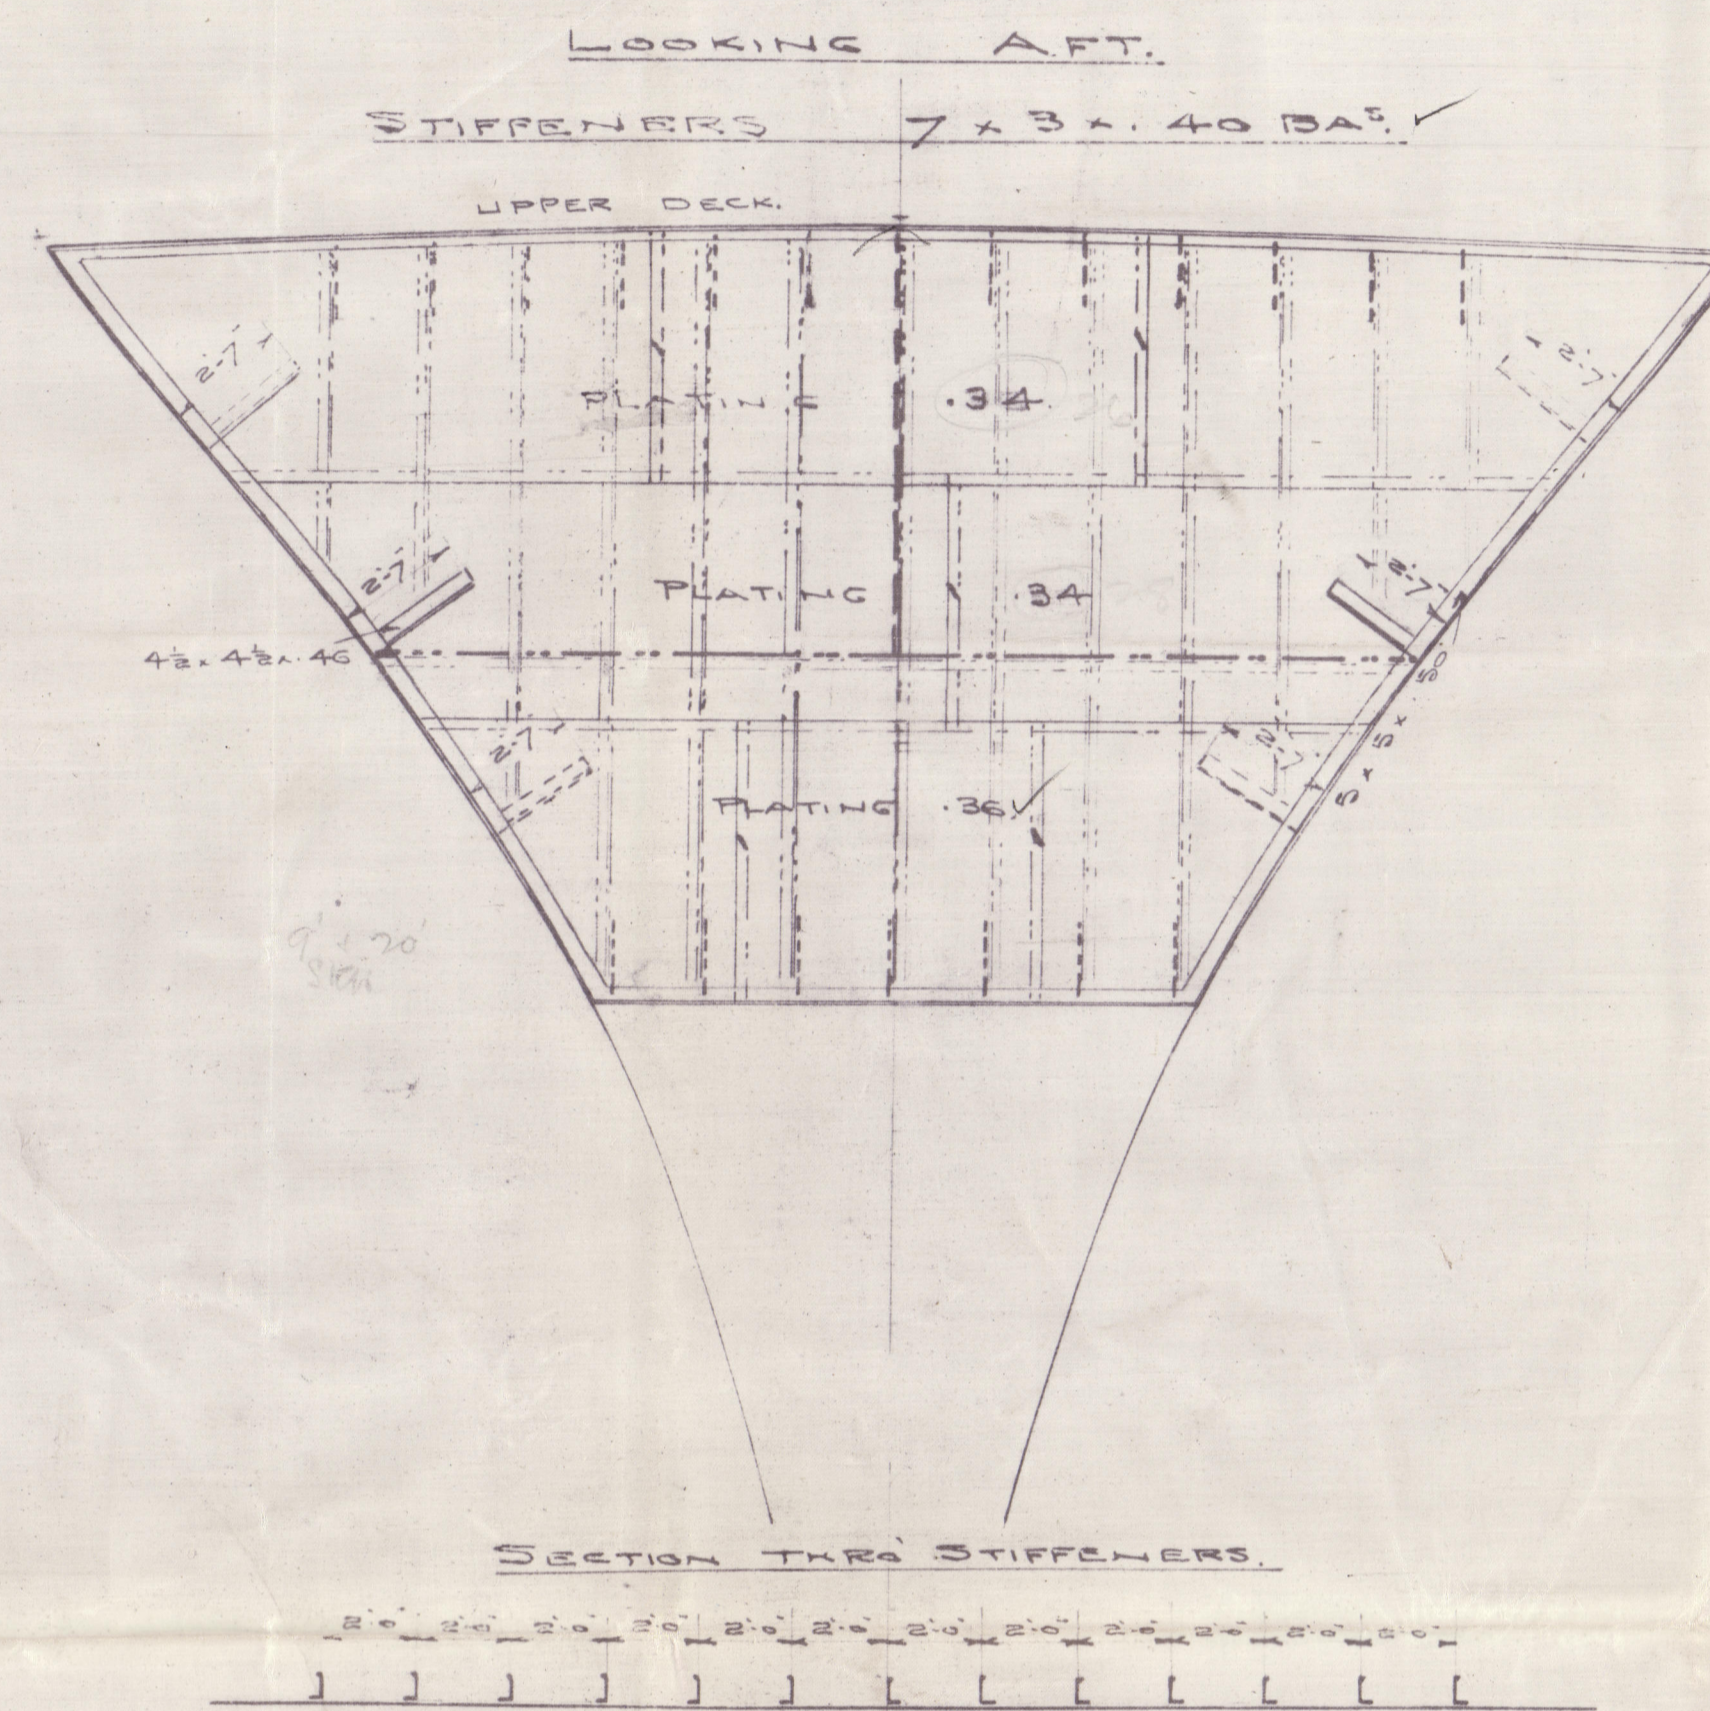 LOOKING AFT.
STIFFENERS 7 x 3 x .40 BAS.
UPPER DECK.
2'-7"
2'-7"
PLATING .34
2'-7"
PLATING .34
2'-7"
4½ x 4½ x .46
5 x 5 x .50
2'-7"
2'-7"
PLATING .36
9' x 20'
SECTION THRO' STIFFENERS.
2'-0" 2'-0" 2'-0" 2'-0" 2'-0" 2'-0" 2'-0" 2'-0" 2'-0" 2'-0" 2'-0" 2'-0"